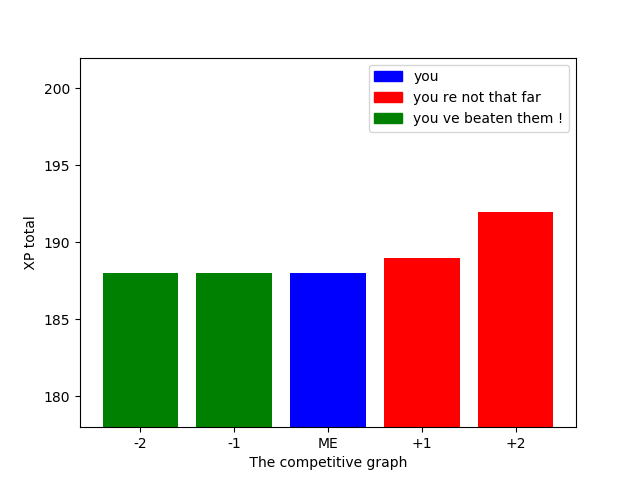 you
you re not that far
you ve beaten them !
200
195
190
185
180
XP total
-2
-1
ME
+1
+2
The competitive graph